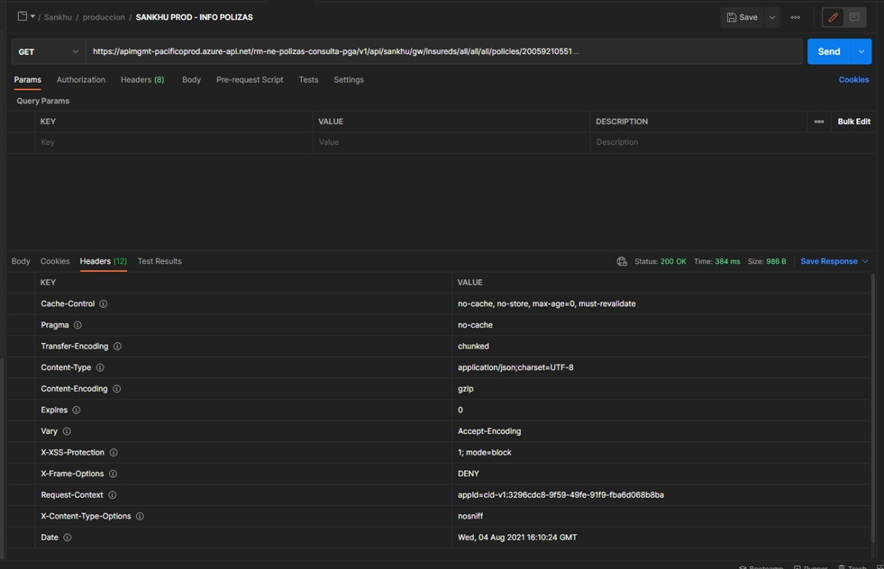 Sankhu / produccion / SANKHU PROD - INFO POLIZAS Save
GET https://apimgmt-pacificoprod.azure-api.net/rm-ne-polizas-consulta-pga/v1/api/sankhu/gw/insureds/all/all/all/policies/20059210551 ... Send
Params Authorization Headers (8) Body Pre-request Script Tests Settings Cookies
Query Params
KEY VALUE DESCRIPTION Bulk Edit
Key Value Description
Body Cookies Headers (12) Test Results Status: 200 OK Time: 384 ms Size: 986 B Save Response
KEY VALUE
Cache-Control no-cache, no-store, max-age=0, must-revalidate
Pragma no-cache
Transfer-Encoding chunked
Content-Type application/json;charset=UTF-8
Content-Encoding gzip
Expires 0
Vary Accept-Encoding
X-XSS-Protection 1; mode=block
X-Frame-Options DENY
Request-Context appId=cid-v1:3296cdc8-9f59-49fe-91f9-fba6d068b8ba
X-Content-Type-Options nosniff
Date Wed, 04 Aug 2021 16:10:24 GMT